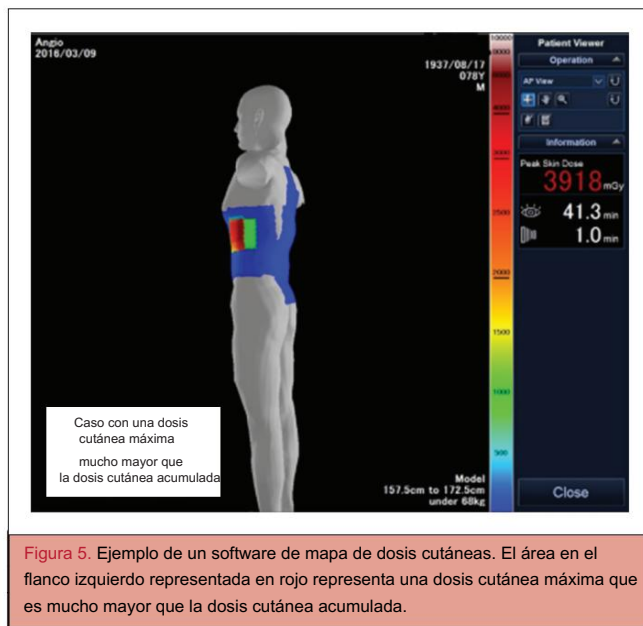 Angio
2016/03/09
1937/08/17
078Y
M
Caso con una dosis
cutánea máxima
mucho mayor que
la dosis cutánea acumulada
Model
157.5cm to 172.5cm
under 68kg
10000
8000
6000
4000
3000
2500
2000
1500
1000
500
Patient Viewer
Operation
AP View
Information
Peak Skin Dose
3918 mGy
41.3 min
1.0 min
Close
Figura 5. Ejemplo de un software de mapa de dosis cutáneas. El área en el
flanco izquierdo representada en rojo representa una dosis cutánea máxima que
es mucho mayor que la dosis cutánea acumulada.